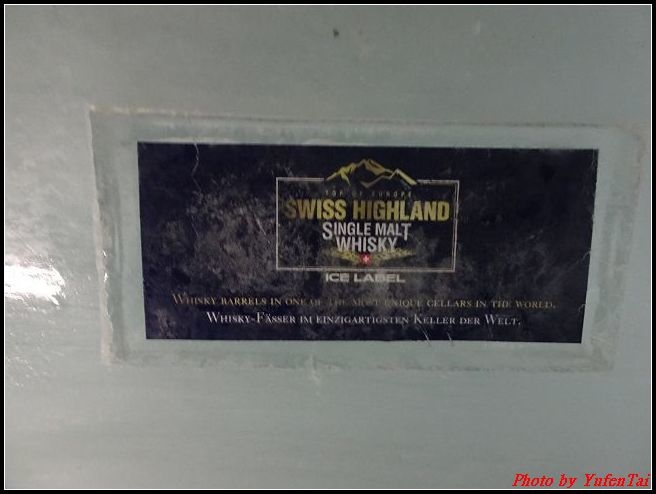 TOP OF EUROPE
SWISS HIGHLAND
SINGLE MALT
WHISKY
ICE LABEL
WHISKY BARRELS IN ONE OF THE MOST UNIQUE CELLARS IN THE WORLD.
WHISKY-FÄSSER IM EINZIGARTIGSTEN KELLER DER WELT.
Photo by YufenTai